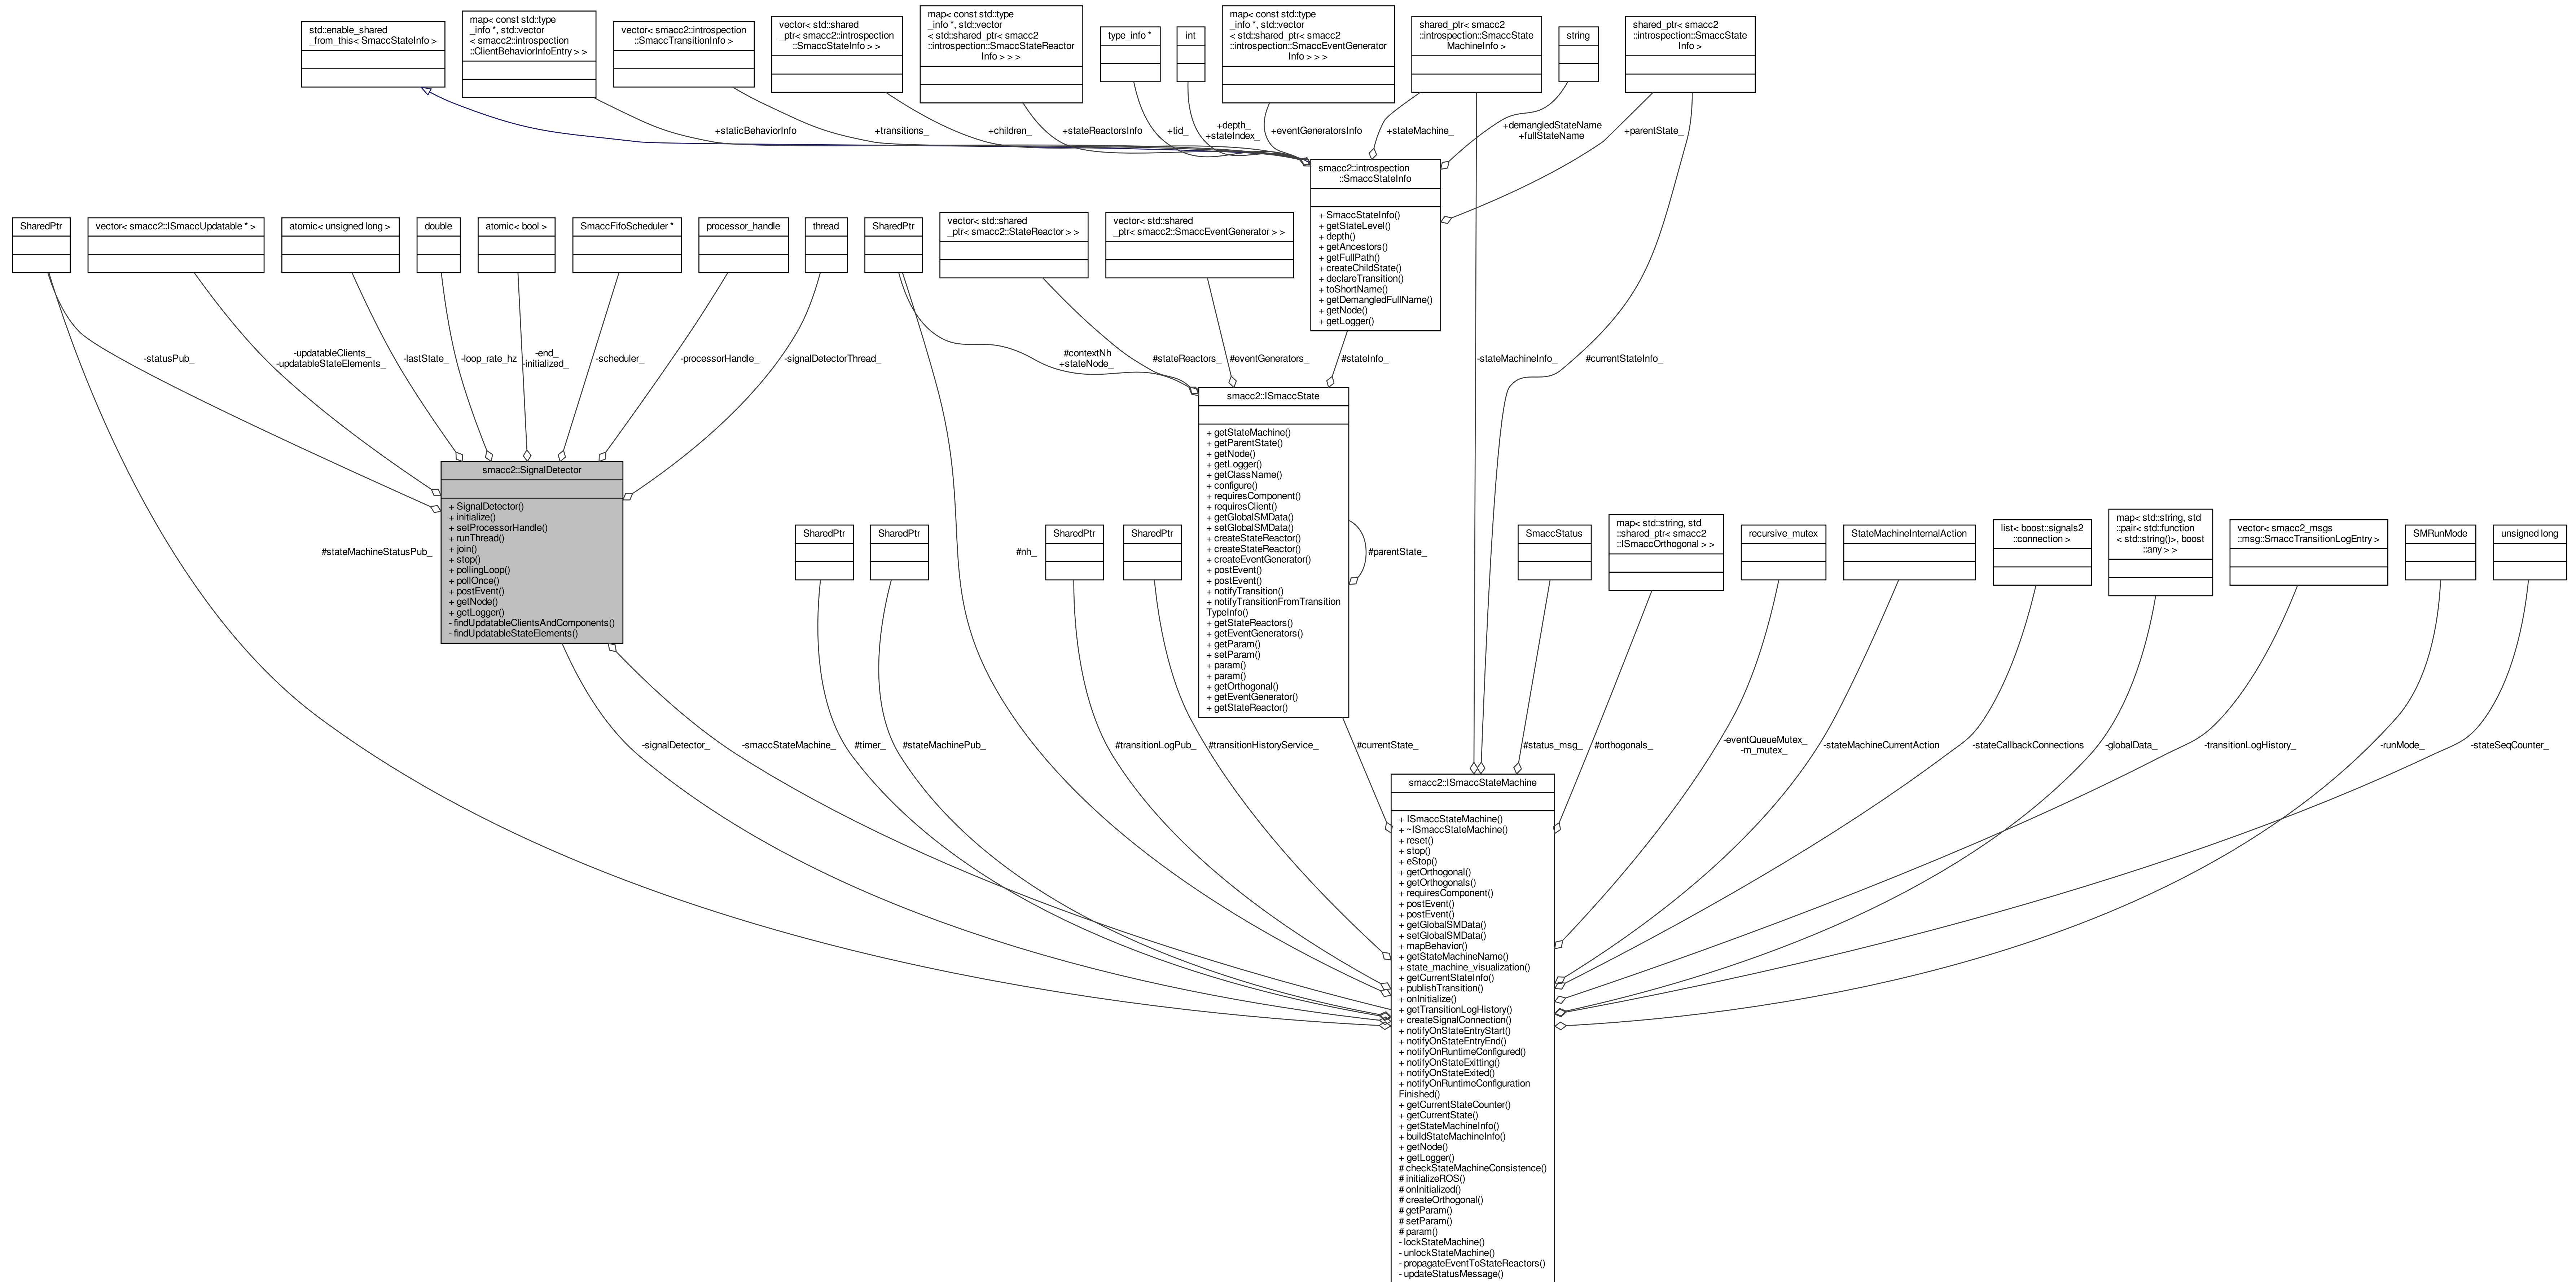 std::enable_shared
_from_this< SmaccStateInfo >
map< const std::type
_info *, std::vector
< smacc2::introspection
::ClientBehaviorInfoEntry > >
vector< smacc2::introspection
::SmaccTransitionInfo >
vector< std::shared
_ptr< smacc2::introspection
::SmaccStateInfo > >
map< const std::type
_info *, std::vector
< std::shared_ptr< smacc2
::introspection::SmaccStateReactor
Info > > >
type_info *
int
map< const std::type
_info *, std::vector
< std::shared_ptr< smacc2
::introspection::SmaccEventGenerator
Info > > >
shared_ptr< smacc2
::introspection::SmaccState
MachineInfo >
string
shared_ptr< smacc2
::introspection::SmaccState
Info >
+staticBehaviorInfo
+transitions_
+children_
+stateReactorsInfo
+tid_
+depth_
+stateIndex_
+eventGeneratorsInfo
+stateMachine_
+demangledStateName
+fullStateName
+parentState_
smacc2::introspection
::SmaccStateInfo
+ SmaccStateInfo()
+ getStateLevel()
+ depth()
+ getAncestors()
+ getFullPath()
+ createChildState()
+ declareTransition()
+ toShortName()
+ getDemangledFullName()
+ getNode()
+ getLogger()
SharedPtr
vector< smacc2::ISmaccUpdatable * >
atomic< unsigned long >
double
atomic< bool >
SmaccFifoScheduler *
processor_handle
thread
SharedPtr
vector< std::shared
_ptr< smacc2::StateReactor > >
vector< std::shared
_ptr< smacc2::SmaccEventGenerator > >
-statusPub_
-updatableClients_
-updatableStateElements_
-lastState_
-loop_rate_hz
-end_
-initialized_
-scheduler_
-processorHandle_
-signalDetectorThread_
#contextNh
+stateNode_
#stateReactors_
#eventGenerators_
#stateInfo_
-stateMachineInfo_
#currentStateInfo_
smacc2::ISmaccState
+ getStateMachine()
+ getParentState()
+ getNode()
+ getLogger()
+ getClassName()
+ configure()
+ requiresComponent()
+ requiresClient()
+ getGlobalSMData()
+ setGlobalSMData()
+ createStateReactor()
+ createStateReactor()
+ createEventGenerator()
+ postEvent()
+ postEvent()
+ notifyTransition()
+ notifyTransitionFromTransition
TypeInfo()
+ getStateReactors()
+ getEventGenerators()
+ getParam()
+ setParam()
+ param()
+ param()
+ getOrthogonal()
+ getEventGenerator()
+ getStateReactor()
#parentState_
smacc2::SignalDetector
+ SignalDetector()
+ initialize()
+ setProcessorHandle()
+ runThread()
+ join()
+ stop()
+ pollingLoop()
+ pollOnce()
+ postEvent()
+ getNode()
+ getLogger()
- findUpdatableClientsAndComponents()
- findUpdatableStateElements()
#stateMachineStatusPub_
SharedPtr
SharedPtr
#nh_
SharedPtr
SharedPtr
SmaccStatus
map< std::string, std
::shared_ptr< smacc2
::ISmaccOrthogonal > >
recursive_mutex
StateMachineInternalAction
list< boost::signals2
::connection >
map< std::string, std
::pair< std::function
< std::string()>, boost
::any > >
vector< smacc2_msgs
::msg::SmaccTransitionLogEntry >
SMRunMode
unsigned long
-signalDetector_
-smaccStateMachine_
#timer_
#stateMachinePub_
#transitionLogPub_
#transitionHistoryService_
#currentState_
#status_msg_
#orthogonals_
-eventQueueMutex_
-m_mutex_
-stateMachineCurrentAction
-stateCallbackConnections
-globalData_
-transitionLogHistory_
-runMode_
-stateSeqCounter_
smacc2::ISmaccStateMachine
+ ISmaccStateMachine()
+ ~ISmaccStateMachine()
+ reset()
+ stop()
+ eStop()
+ getOrthogonal()
+ getOrthogonals()
+ requiresComponent()
+ postEvent()
+ postEvent()
+ getGlobalSMData()
+ setGlobalSMData()
+ mapBehavior()
+ getStateMachineName()
+ state_machine_visualization()
+ getCurrentStateInfo()
+ publishTransition()
+ onInitialize()
+ getTransitionLogHistory()
+ createSignalConnection()
+ notifyOnStateEntryStart()
+ notifyOnStateEntryEnd()
+ notifyOnRuntimeConfigured()
+ notifyOnStateExitting()
+ notifyOnStateExited()
+ notifyOnRuntimeConfiguration
Finished()
+ getCurrentStateCounter()
+ getCurrentState()
+ getStateMachineInfo()
+ buildStateMachineInfo()
+ getNode()
+ getLogger()
# checkStateMachineConsistence()
# initializeROS()
# onInitialized()
# createOrthogonal()
# getParam()
# setParam()
# param()
- lockStateMachine()
- unlockStateMachine()
- propagateEventToStateReactors()
- updateStatusMessage()